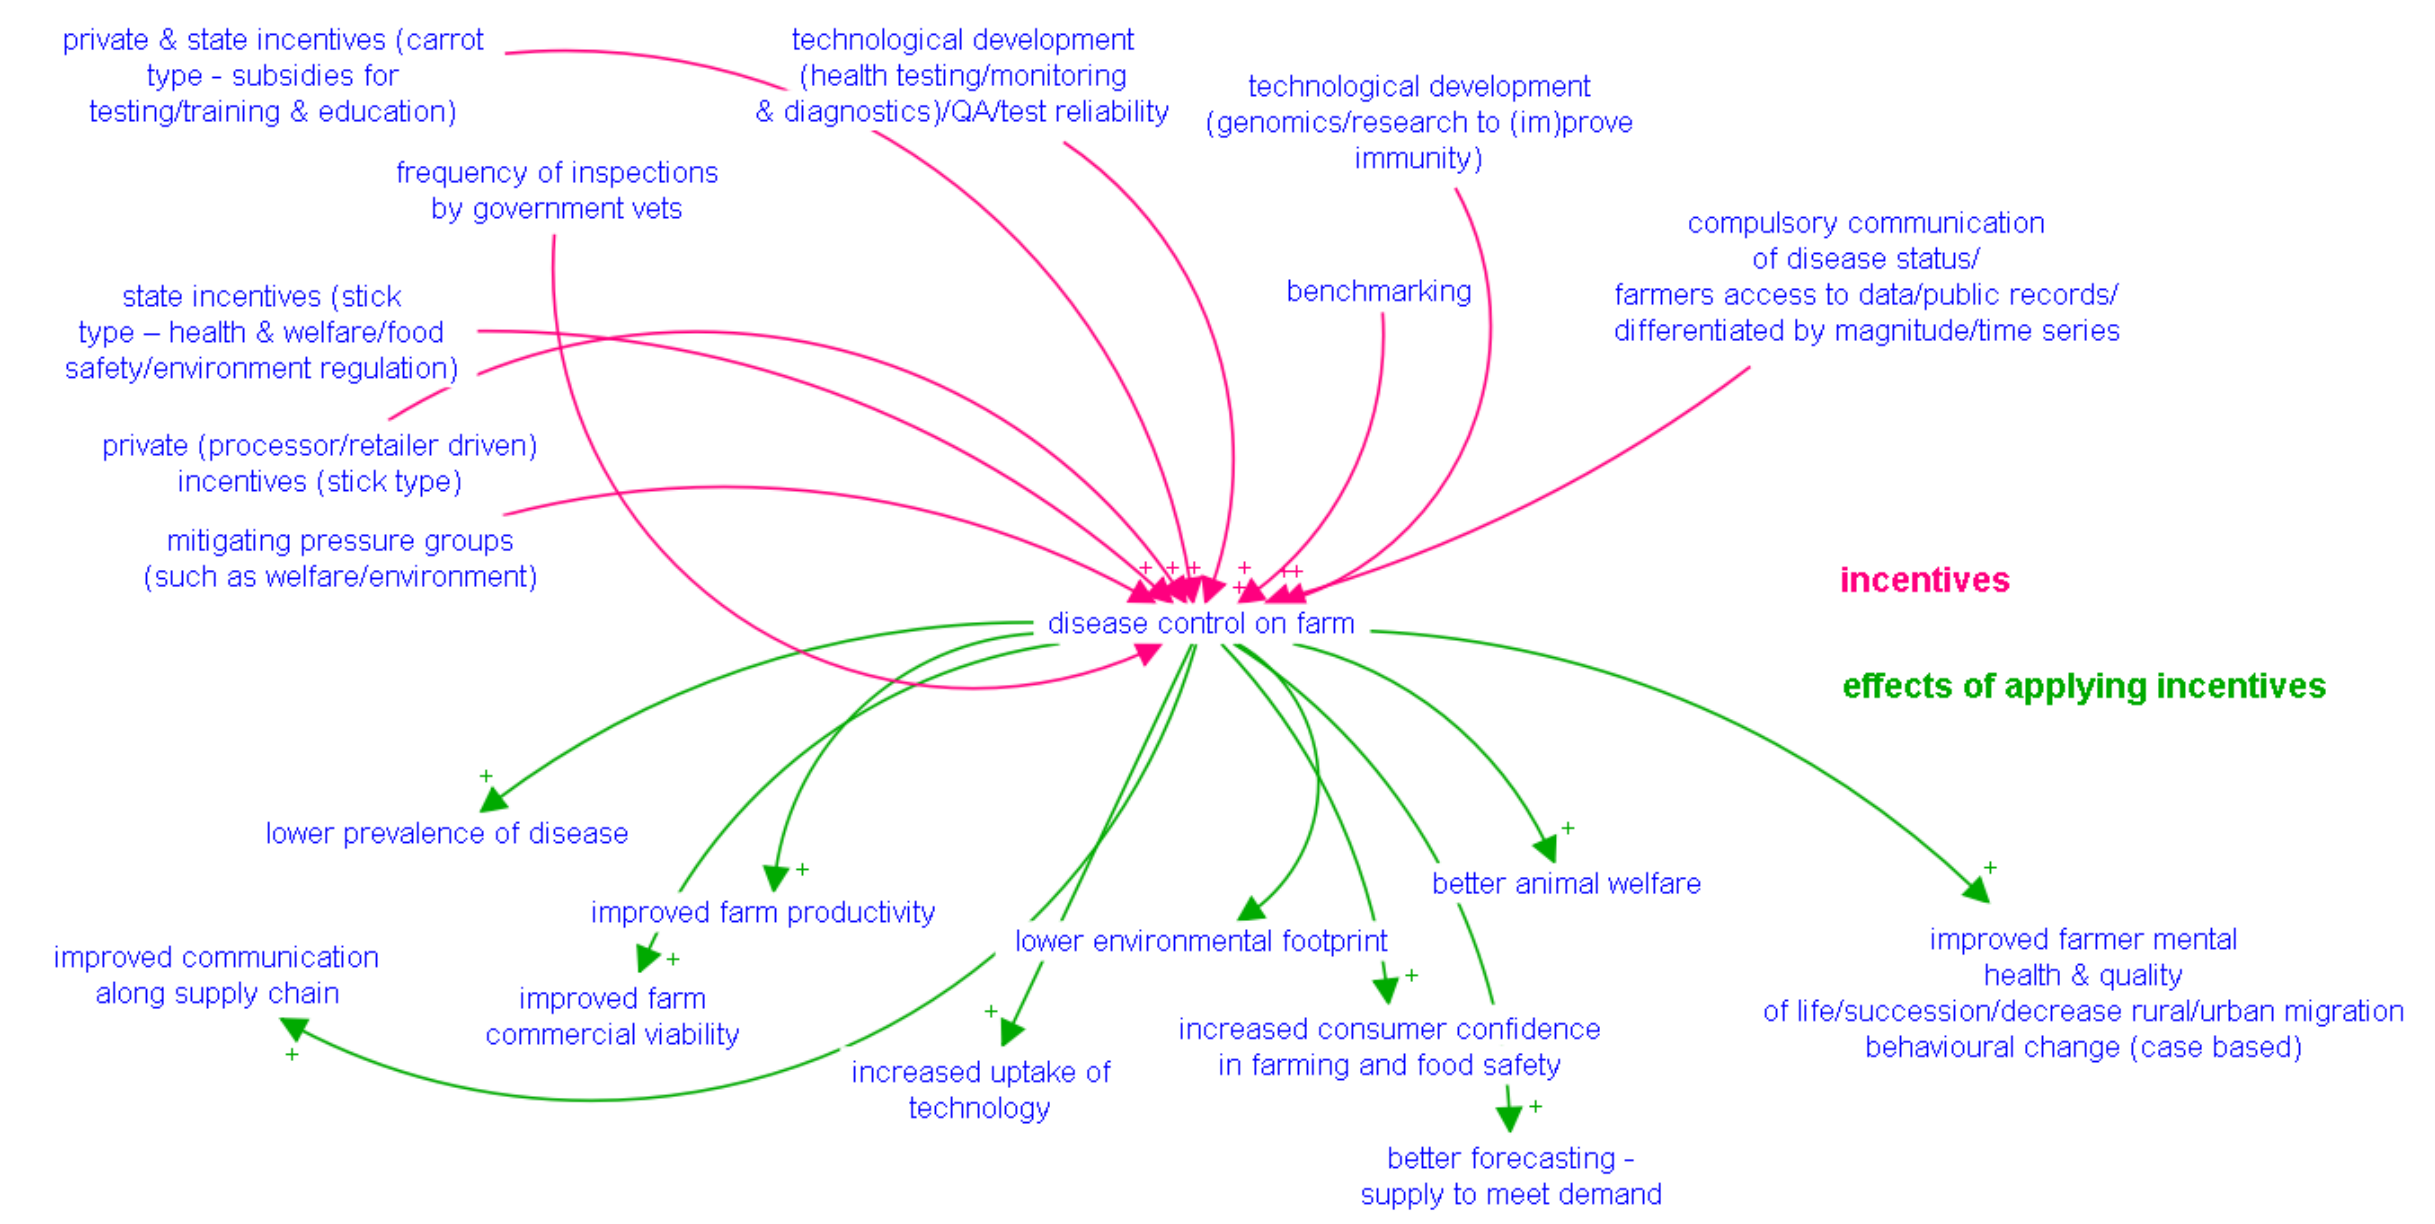 private & state incentives (carrot
type - subsidies for
testing/training & education)
technological development
(health testing/monitoring
& diagnostics)/QA/test reliability
technological development
(genomics/research to (im)prove
immunity)
frequency of inspections
by government vets
compulsory communication
of disease status/
farmers access to data/public records/
differentiated by magnitude/time series
state incentives (stick
type – health & welfare/food
safety/environment regulation)
benchmarking
private (processor/retailer driven)
incentives (stick type)
mitigating pressure groups
(such as welfare/environment)
+
+
+
+
+
+
+
incentives
disease control on farm
effects of applying incentives
+
lower prevalence of disease
+
improved farm productivity
+
better animal welfare
+
improved farmer mental
health & quality
of life/succession/decrease rural/urban migration
behavioural change (case based)
improved communication
along supply chain
+
+
improved farm
commercial viability
lower environmental footprint
+
increased uptake of
technology
+
increased consumer confidence
in farming and food safety
+
better forecasting -
supply to meet demand